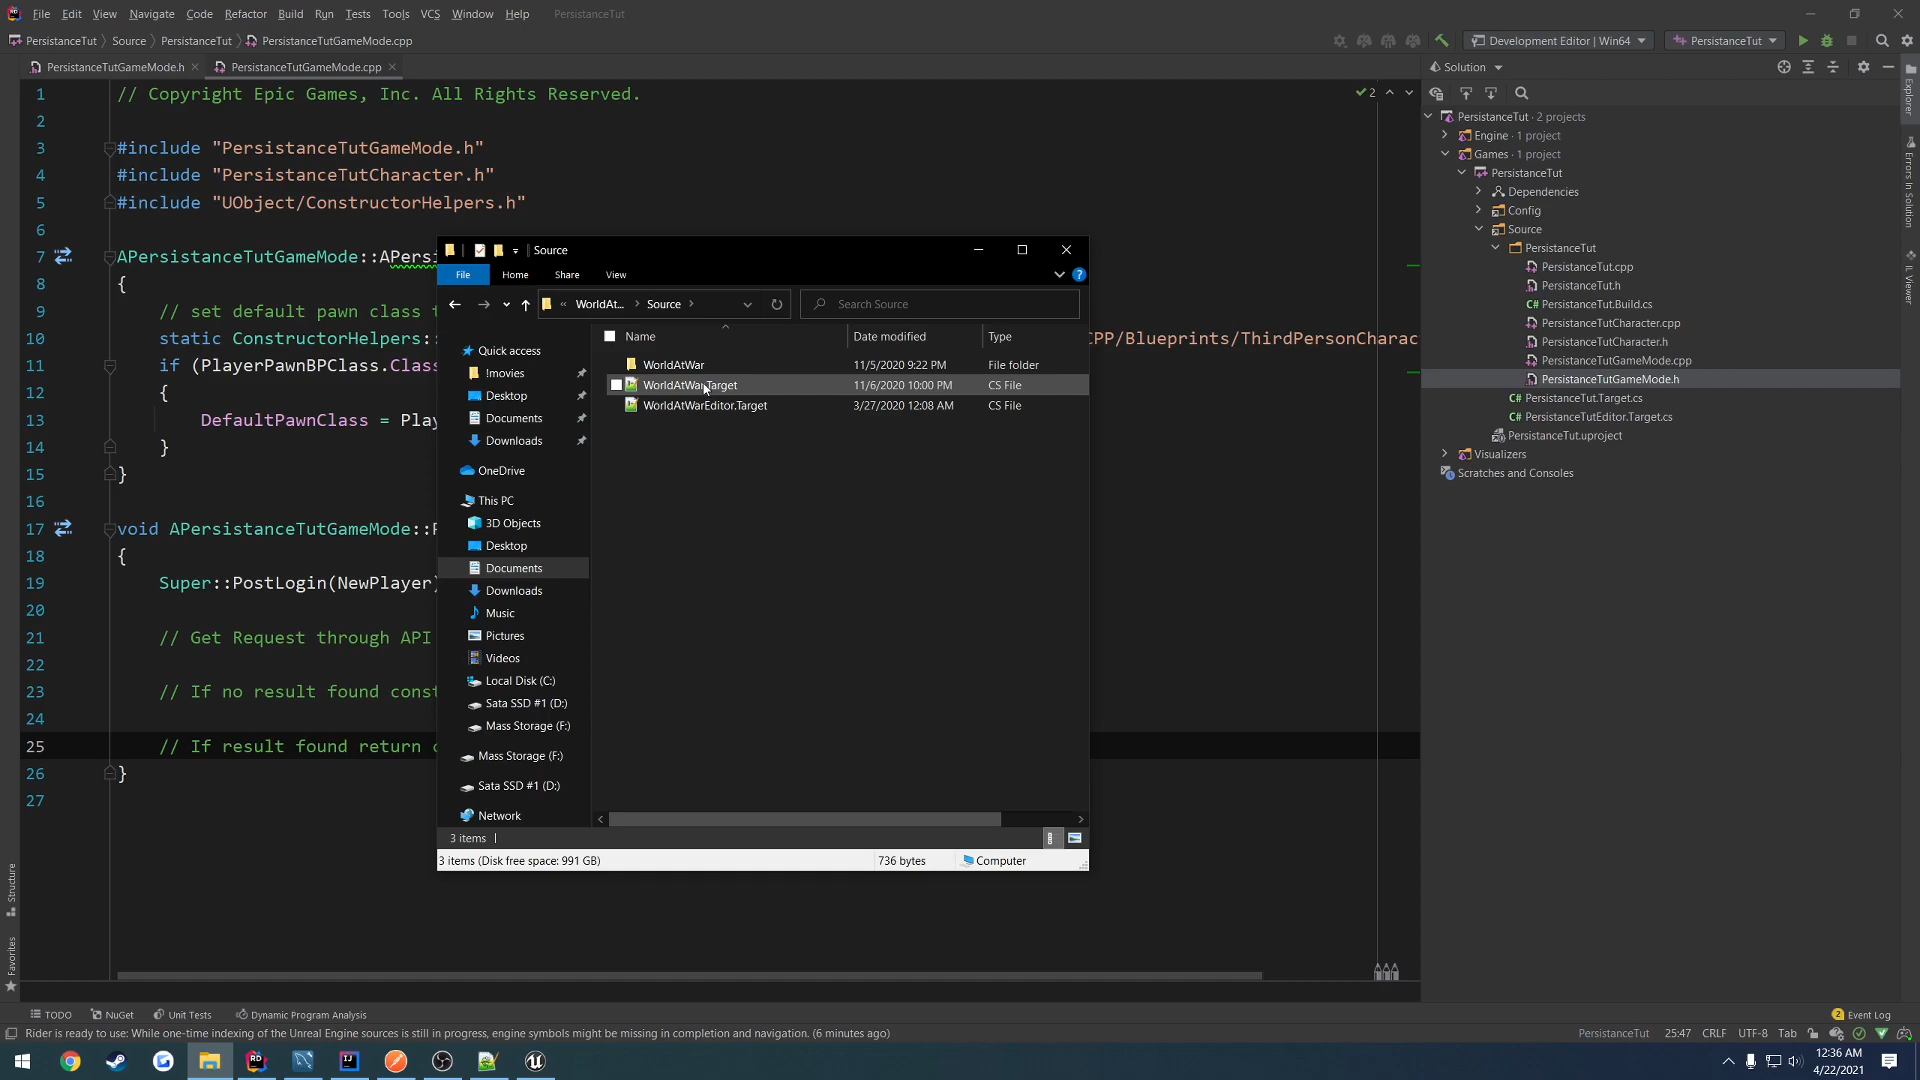 File Edit View Navigate Code Refactor Build Run Tests Tools VCS Window Help PersistanceTut
PersistanceTut Source PersistanceTut PersistanceTutGameMode.cpp
Development Editor | Win64 PersistanceTut
PersistanceTutGameMode.h PersistanceTutGameMode.cpp
1 // Copyright Epic Games, Inc. All Rights Reserved.
2
3 #include "PersistanceTutGameMode.h"
4 #include "PersistanceTutCharacter.h"
5 #include "UObject/ConstructorHelpers.h"
6
7 APersistanceTutGameMode::APersi
8 {
9 // set default pawn class t
10 static ConstructorHelpers:: CPP/Blueprints/ThirdPersonCharac
11 if (PlayerPawnBPClass.Class
12 {
13 DefaultPawnClass = Play
14 }
15 }
16
17 void APersistanceTutGameMode::
18 {
19 Super::PostLogin(NewPlayer)
20
21 // Get Request through API
22
23 // If no result found const
24
25 // If result found return
26 }
27
2
Source
File Home Share View
WorldAt... Source
Search Source
Name Date modified Type
WorldAtWar 11/5/2020 9:22 PM File folder
WorldAtWar.Target 11/6/2020 10:00 PM CS File
WorldAtWarEditor.Target 3/27/2020 12:08 AM CS File
Quick access
!movies
Desktop
Documents
Downloads
OneDrive
This PC
3D Objects
Desktop
Documents
Downloads
Music
Pictures
Videos
Local Disk (C:)
Sata SSD #1 (D:)
Mass Storage (F:)
Mass Storage (F:)
Sata SSD #1 (D:)
Network
3 items
3 items (Disk free space: 991 GB) 736 bytes Computer
Solution
PersistanceTut · 2 projects
Engine · 1 project
Games · 1 project
PersistanceTut
Dependencies
Config
Source
PersistanceTut
PersistanceTut.cpp
PersistanceTut.h
C# PersistanceTut.Build.cs
PersistanceTutCharacter.cpp
PersistanceTutCharacter.h
PersistanceTutGameMode.cpp
PersistanceTutGameMode.h
C# PersistanceTut.Target.cs
C# PersistanceTutEditor.Target.cs
PersistanceTut.uproject
Visualizers
Scratches and Consoles
Explorer
Errors In Solution
IL Viewer
Structure
Favorites
TODO NuGet Unit Tests Dynamic Program Analysis 2 Event Log
Rider is ready to use: While one-time indexing of the Unreal Engine sources is still in progress, engine symbols might be missing in completion and navigation. (6 minutes ago) PersistanceTut 25:47 CRLF UTF-8 Tab
12:36 AM
4/22/2021